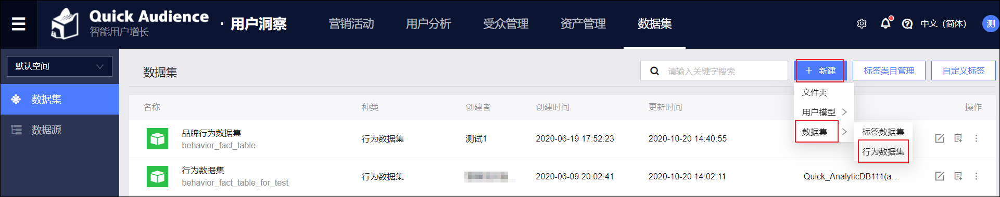 Quick Audience
智能用户增长
· 用户洞察
营销活动 用户分析 受众管理 资产管理 数据集
中文（简体） 测
默认空间
数据集
数据源
数据集
请输入关键字搜索
+ 新建
标签类目管理
自定义标签
文件夹
用户模型
数据集
标签数据集
行为数据集
名称 种类 创建者 创建时间 更新时间 操作
品牌行为数据集
behavior_fact_table
行为数据集 测试1 2020-06-19 17:52:23 2020-10-20 14:40:55
行为数据集
behavior_fact_table_for_test
行为数据集 2020-06-09 20:02:41 2020-10-20 14:02:11 Quick_AnalyticDB111(a...